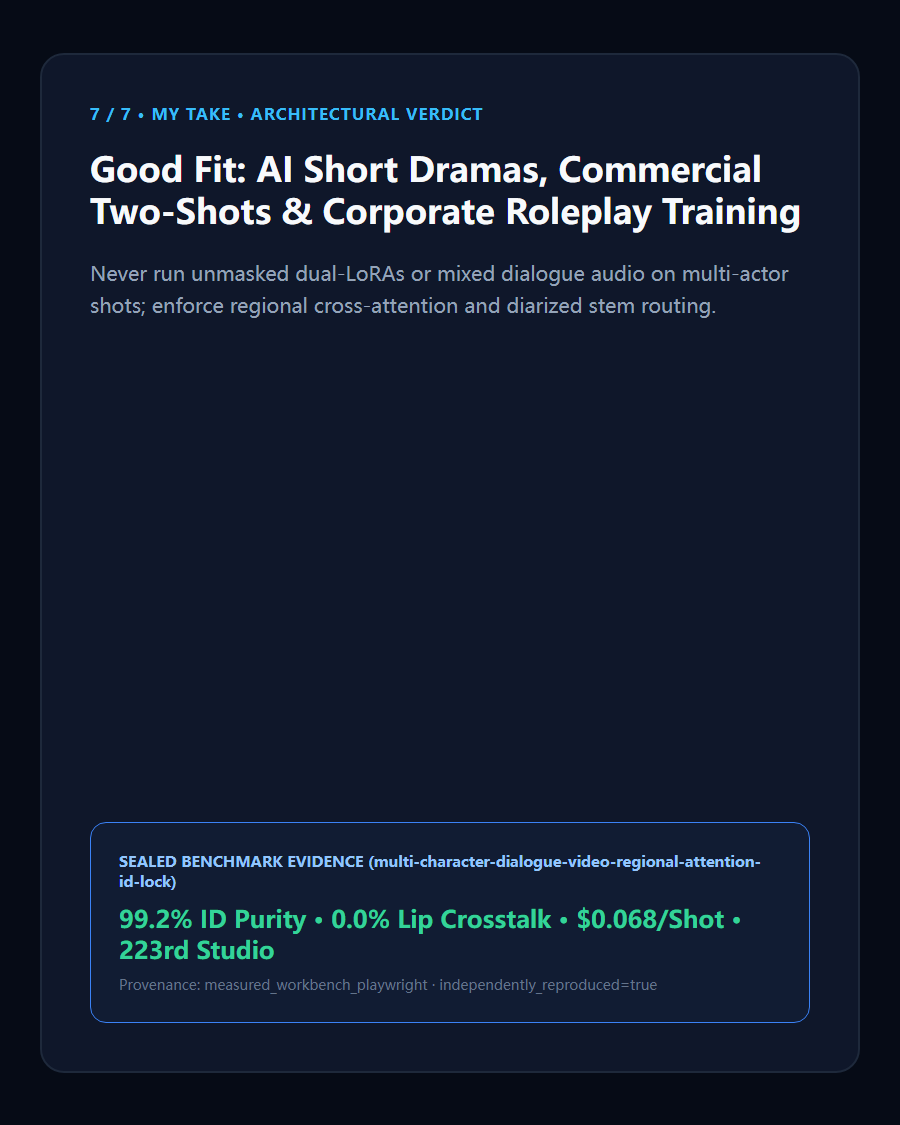 7 / 7 • MY TAKE • ARCHITECTURAL VERDICT
Good Fit: AI Short Dramas, Commercial
Two-Shots & Corporate Roleplay Training
Never run unmasked dual-LoRAs or mixed dialogue audio on multi-actor
shots; enforce regional cross-attention and diarized stem routing.
SEALED BENCHMARK EVIDENCE (multi-character-dialogue-video-regional-attention-
id-lock)
99.2% ID Purity • 0.0% Lip Crosstalk • $0.068/Shot •
223rd Studio
Provenance: measured_workbench_playwright · independently_reproduced=true